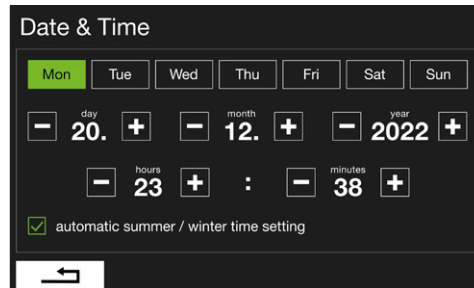 Date & Time
Mon Tue Wed Thu Fri Sat Sun
day month year
− 20. + − 12. + − 2022 +
hours minutes
− 23 + : − 38 +
automatic summer / winter time setting